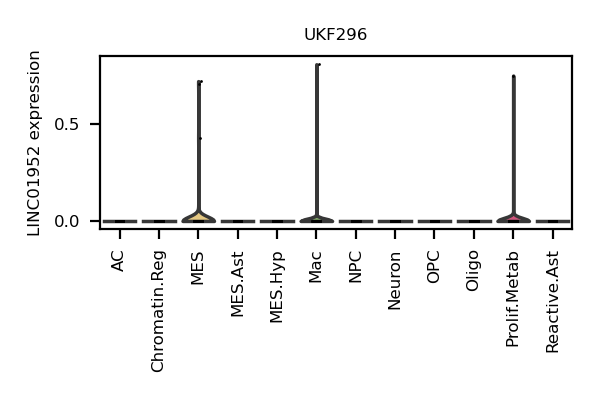 UKF296
LINC01952 expression
0.5
0.0
AC
Chromatin.Reg
MES
MES.Ast
MES.Hyp
Mac
NPC
Neuron
OPC
Oligo
Prolif.Metab
Reactive.Ast